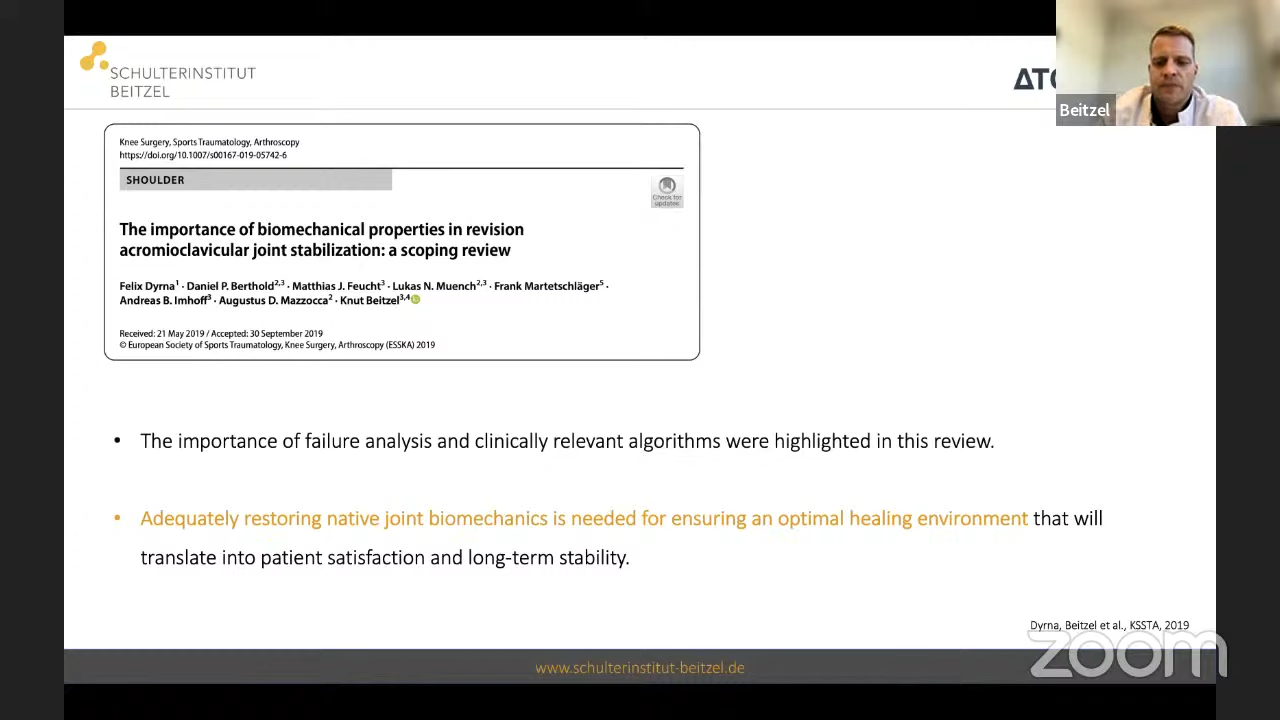 SCHULTERINSTITUT
BEITZEL
Beitzel
Knee Surgery, Sports Traumatology, Arthroscopy
https://doi.org/10.1007/s00167-019-05742-6
SHOULDER
Check for
updates
The importance of biomechanical properties in revision
acromioclavicular joint stabilization: a scoping review
Felix Dyrna1 · Daniel P. Berthold2,3 · Matthias J. Feucht3 · Lukas N. Muench2,3 · Frank Martetschläger5 ·
Andreas B. Imhoff3 · Augustus D. Mazzocca2 · Knut Beitzel3,4
Received: 21 May 2019 / Accepted: 30 September 2019
© European Society of Sports Traumatology, Knee Surgery, Arthroscopy (ESSKA) 2019
• The importance of failure analysis and clinically relevant algorithms were highlighted in this review.
• Adequately restoring native joint biomechanics is needed for ensuring an optimal healing environment that will
translate into patient satisfaction and long-term stability.
Dyrna, Beitzel et al., KSSTA, 2019
zoom
www.schulterinstitut-beitzel.de